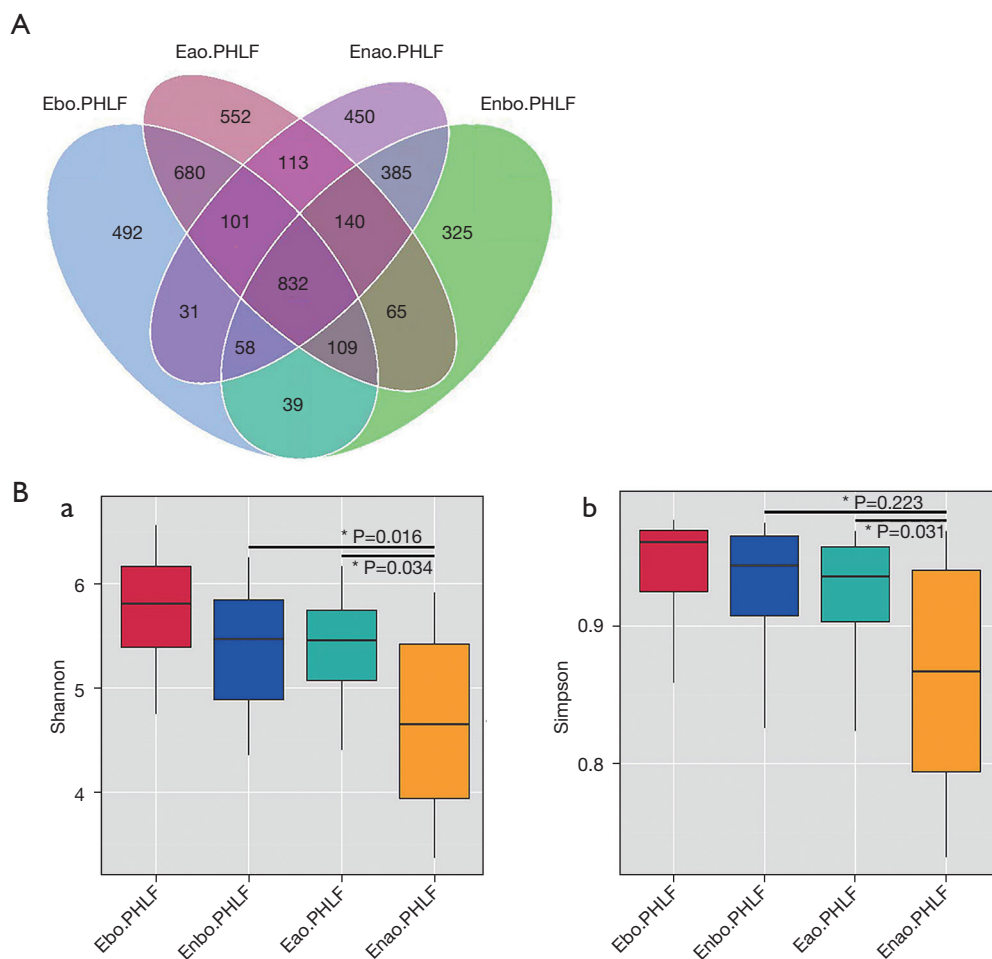 A
Eao.PHLF
Enao.PHLF
Ebo.PHLF
Enbo.PHLF
552
450
113
680
385
101
140
492
325
832
31
65
58
109
39
B
a
* P=0.016
* P=0.034
6
5
4
Shannon
Ebo.PHLF
Enbo.PHLF
Eao.PHLF
Enao.PHLF
b
* P=0.223
* P=0.031
0.9
0.8
Simpson
Ebo.PHLF
Enbo.PHLF
Eao.PHLF
Enao.PHLF